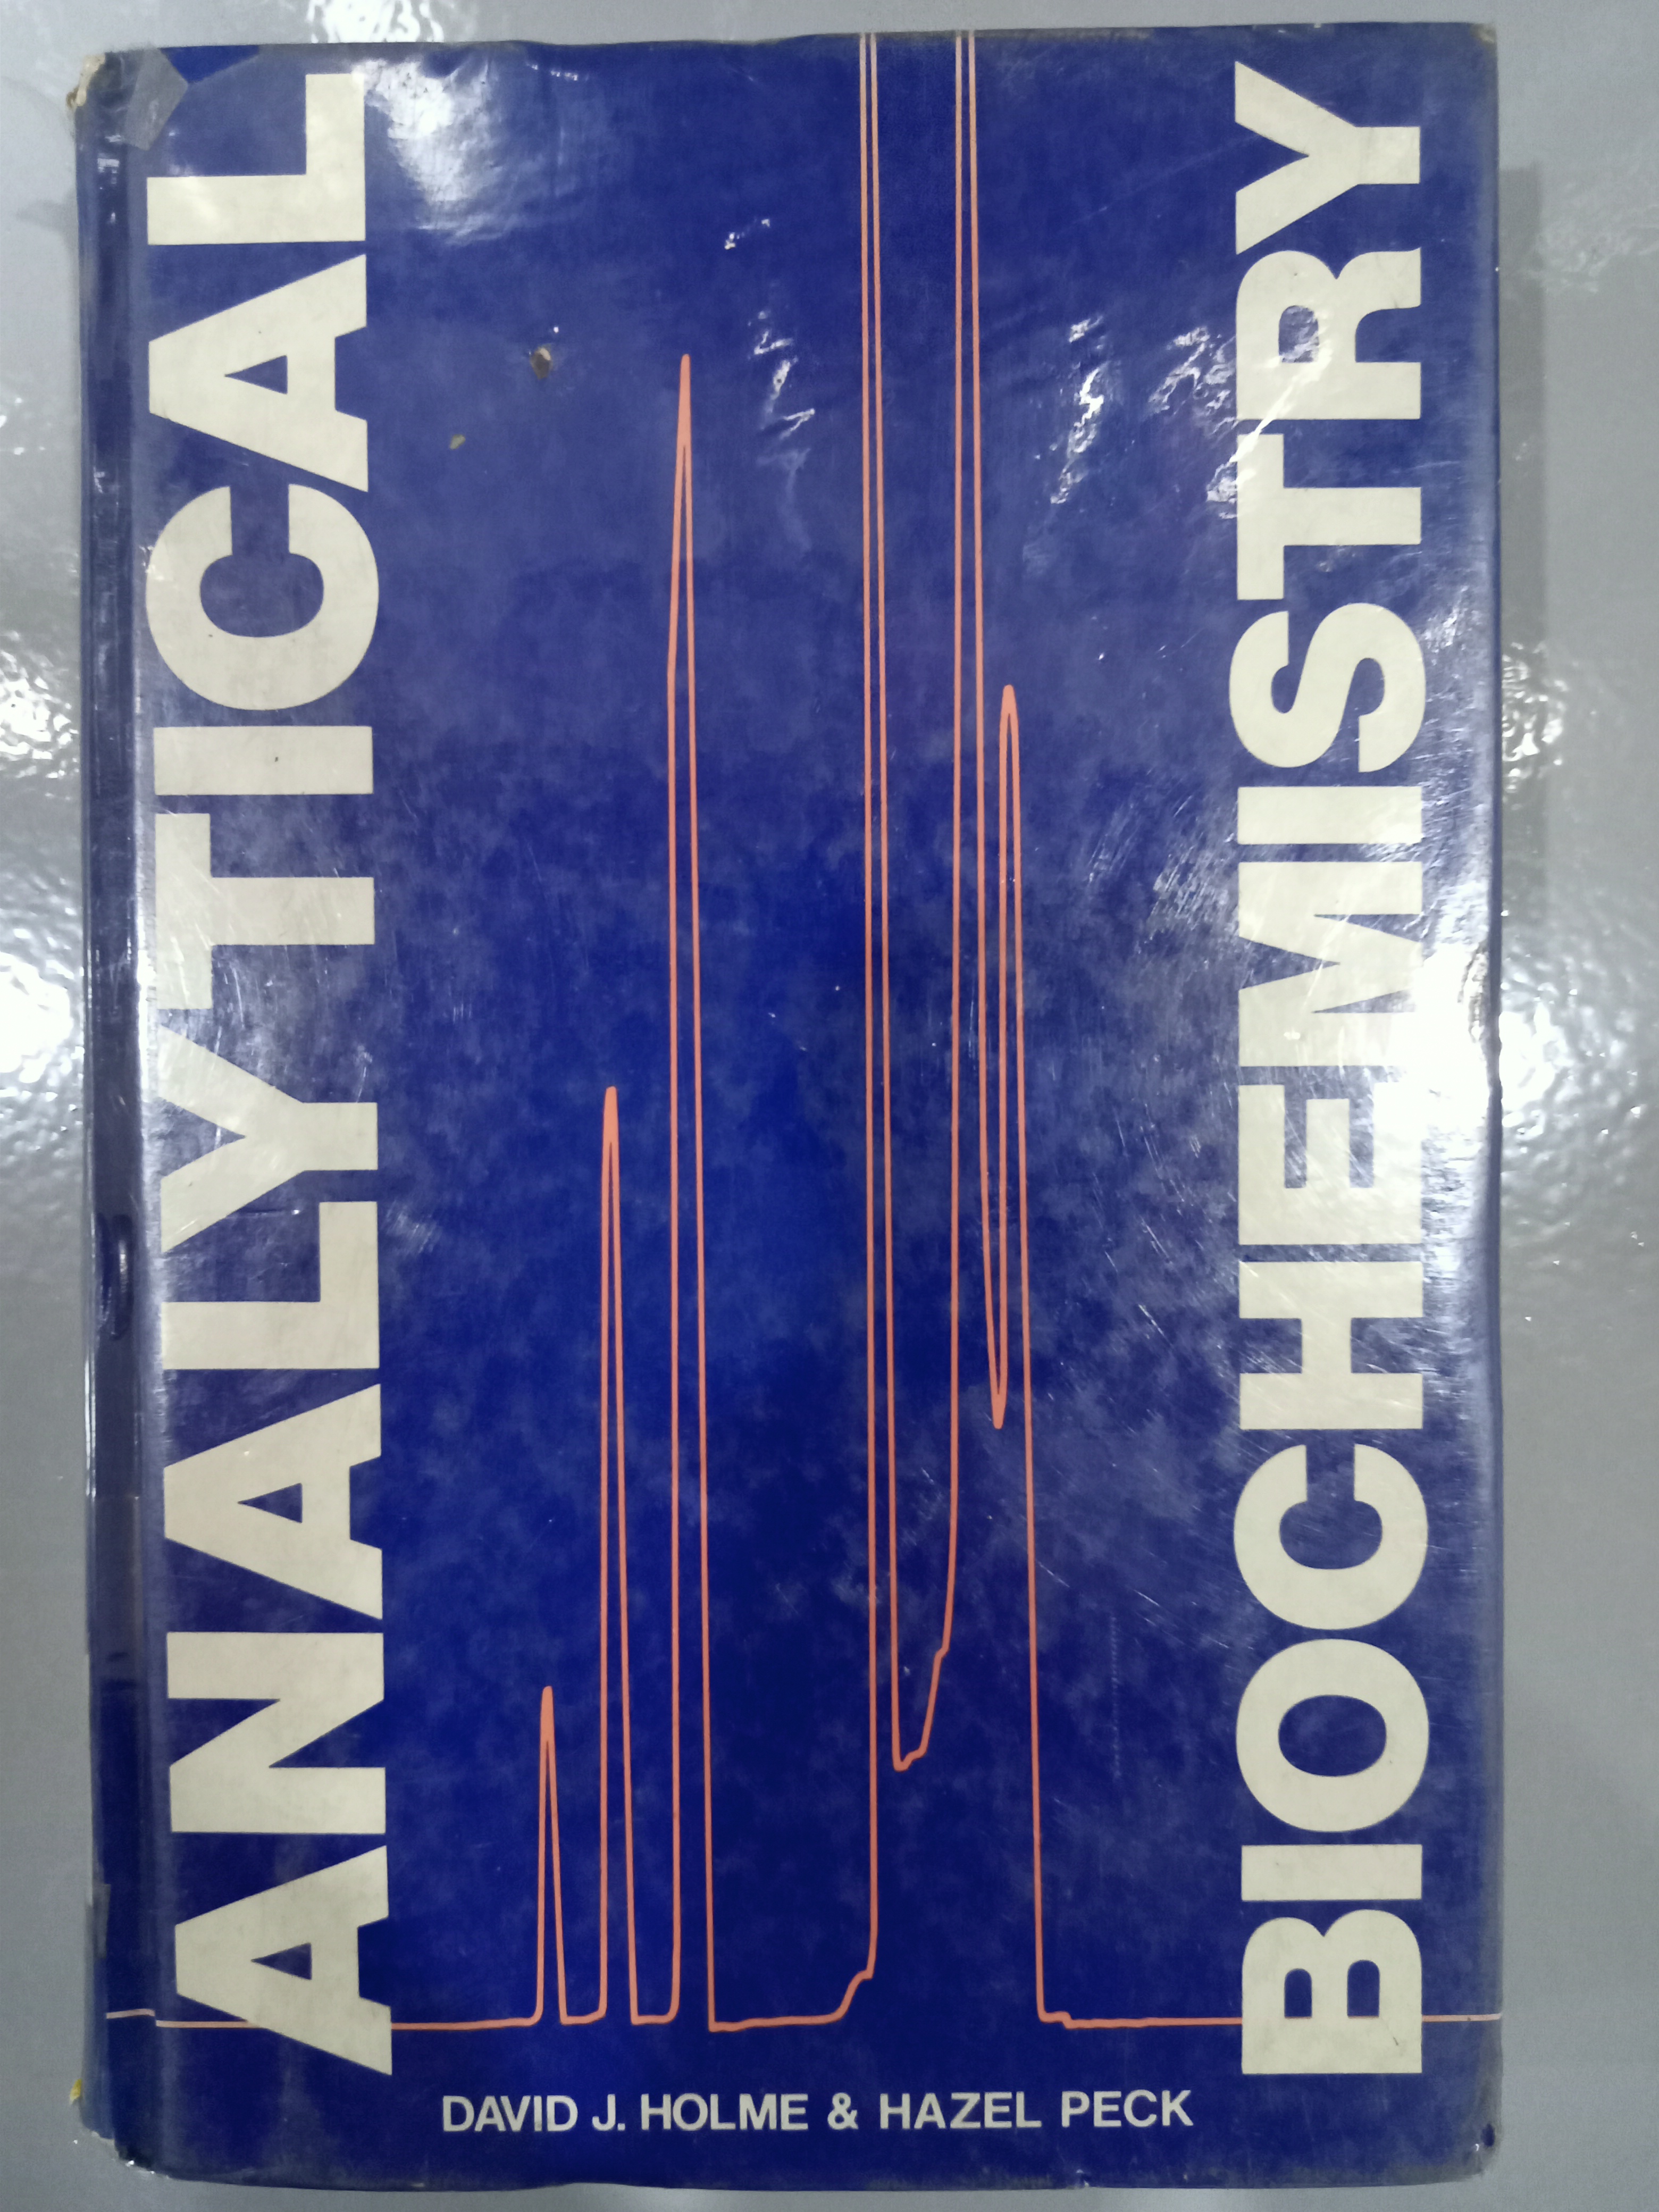 ANALYTICAL
BIOCHEMISTRY
DAVID J. HOLME & HAZEL PECK